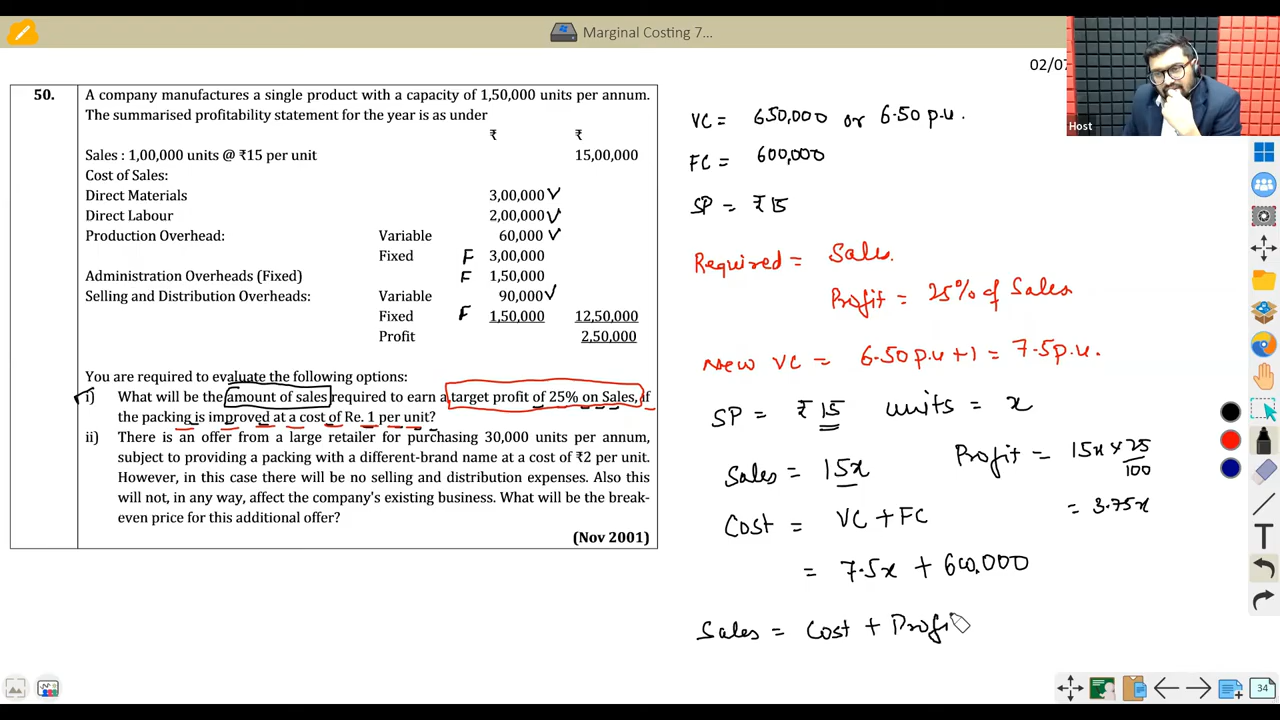 Marginal Costing 7...
02/07
Host
50. A company manufactures a single product with a capacity of 1,50,000 units per annum.
The summarised profitability statement for the year is as under
₹ ₹
Sales : 1,00,000 units @ ₹15 per unit 15,00,000
Cost of Sales:
Direct Materials 3,00,000 ✓
Direct Labour 2,00,000 ✓
Production Overhead: Variable 60,000 ✓
Fixed F 3,00,000
Administration Overheads (Fixed) F 1,50,000
Selling and Distribution Overheads: Variable 90,000 ✓
Fixed F 1,50,000 12,50,000
Profit 2,50,000
You are required to evaluate the following options:
i) What will be the amount of sales required to earn a target profit of 25% on Sales, if
the packing is improved at a cost of Re. 1 per unit?
ii) There is an offer from a large retailer for purchasing 30,000 units per annum,
subject to providing a packing with a different-brand name at a cost of ₹2 per unit.
However, in this case there will be no selling and distribution expenses. Also this
will not, in any way, affect the company's existing business. What will be the break-
even price for this additional offer?
(Nov 2001)
VC = 650,000 or 6.50 p.u.
FC = 600,000
SP = ₹15
Required = Sales.
Profit = 25% of Sales
New VC = 6.50 p.u + 1 = 7.5 p.u.
SP = ₹15 units = x
Sales = 15x Profit = 15x × 25/100
= 3.75x
Cost = VC + FC
= 7.5x + 600,000
Sales = Cost + Profi
T
34